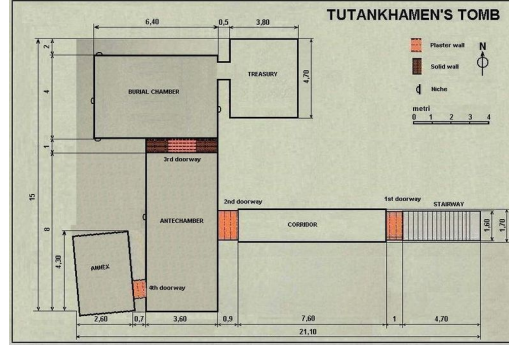 TUTANKHAMEN'S TOMB
6,40
0,5
3,80
Plaster wall
Solid wall
Niche
N
metri
0 1 2 3 4
2
4
1
15
8
BURIAL CHAMBER
TREASURY
4,70
3rd doorway
2nd doorway
1st doorway
STAIRWAY
ANTECHAMBER
CORRIDOR
1,60
1,70
ANNEX
4,30
4th doorway
2,60
0,7
3,60
0,9
7,60
1
4,70
21,10